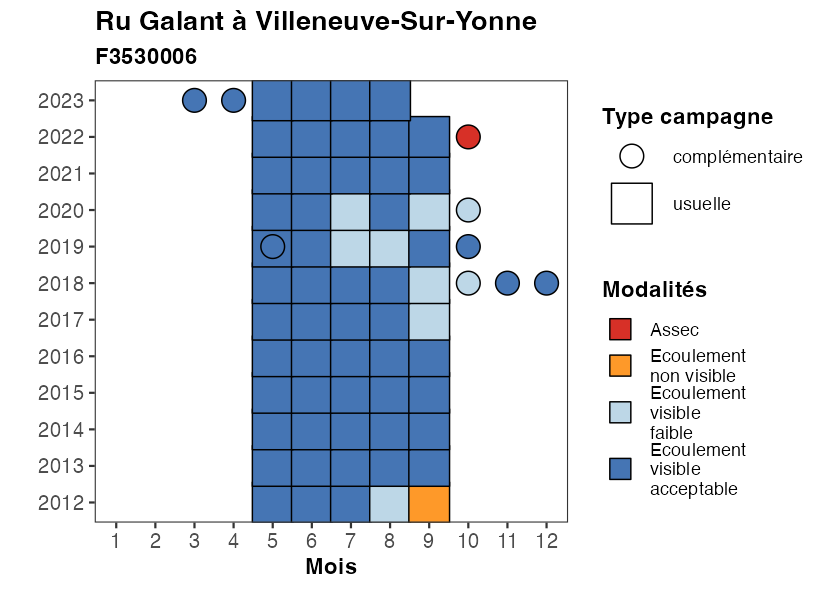 Ru Galant à Villeneuve-Sur-Yonne
F3530006
2023
2022
2021
2020
2019
2018
2017
2016
2015
2014
2013
2012
1 2 3 4 5 6 7 8 9 10 11 12
Mois
Type campagne
complémentaire
usuelle
Modalités
Assec
Ecoulement
non visible
Ecoulement
visible
faible
Ecoulement
visible
acceptable